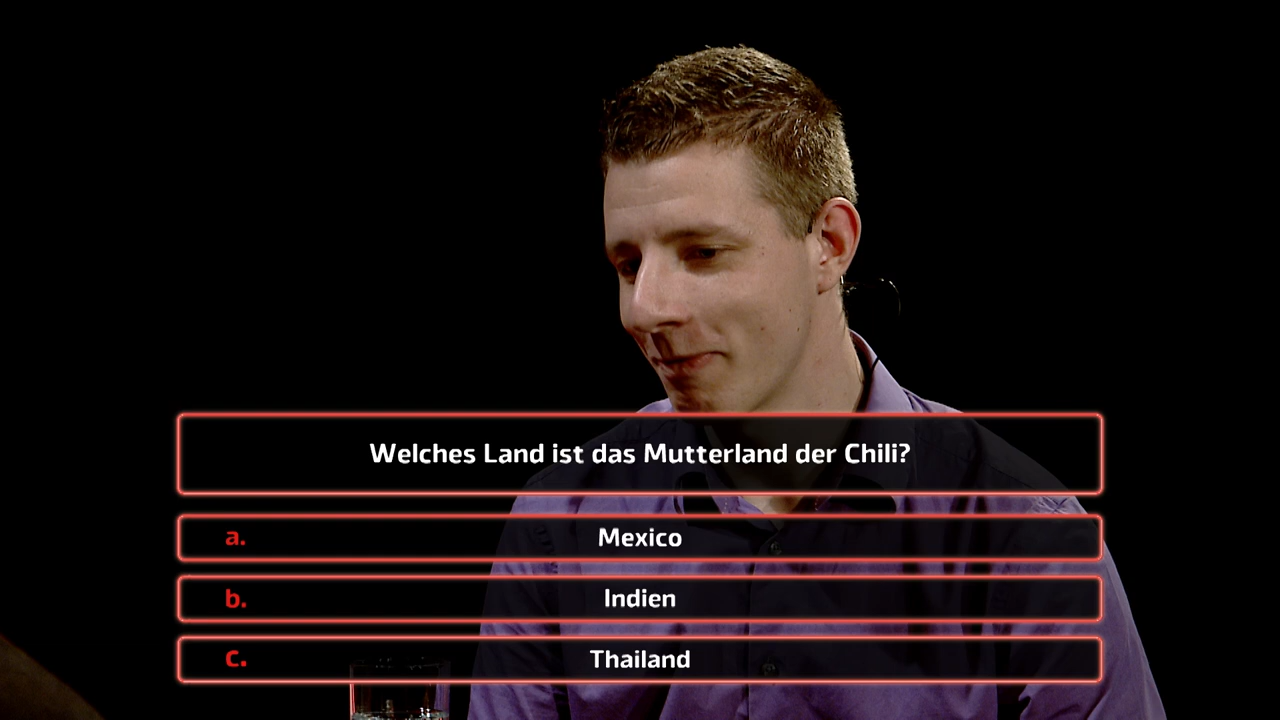 Welches Land ist das Mutterland der Chili?
a. Mexico
b. Indien
c. Thailand